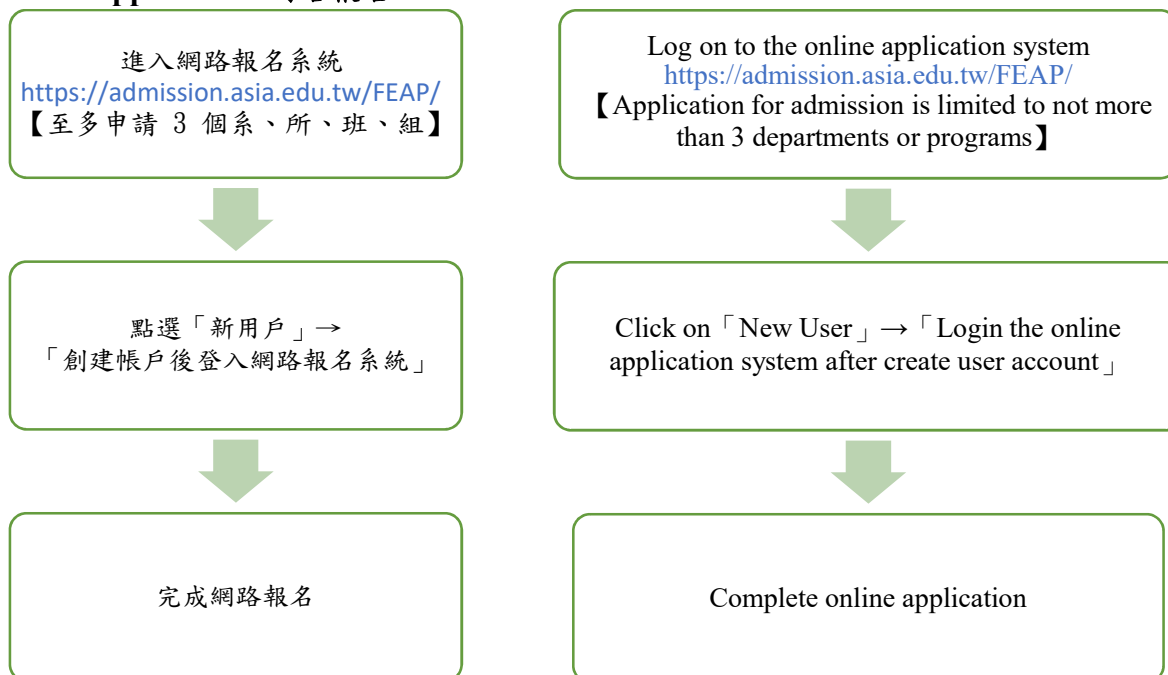 進入網路報名系統
https://admission.asia.edu.tw/FEAP/
【至多申請 3 個系、所、班、組】
點選「新用戶」→
「創建帳戶後登入網路報名系統」
完成網路報名
Log on to the online application system
https://admission.asia.edu.tw/FEAP/
【Application for admission is limited to not more
than 3 departments or programs】
Click on「New User」→「Login the online
application system after create user account」
Complete online application